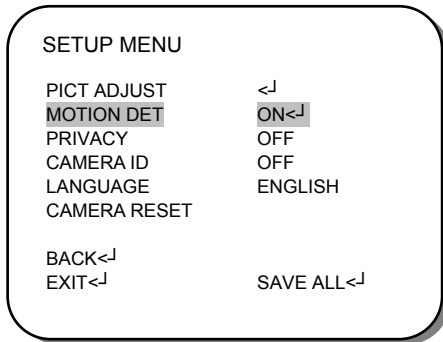 SETUP MENU
PICT ADJUST <┘
MOTION DET ON<┘
PRIVACY OFF
CAMERA ID OFF
LANGUAGE ENGLISH
CAMERA RESET
BACK<┘
EXIT<┘ SAVE ALL<┘